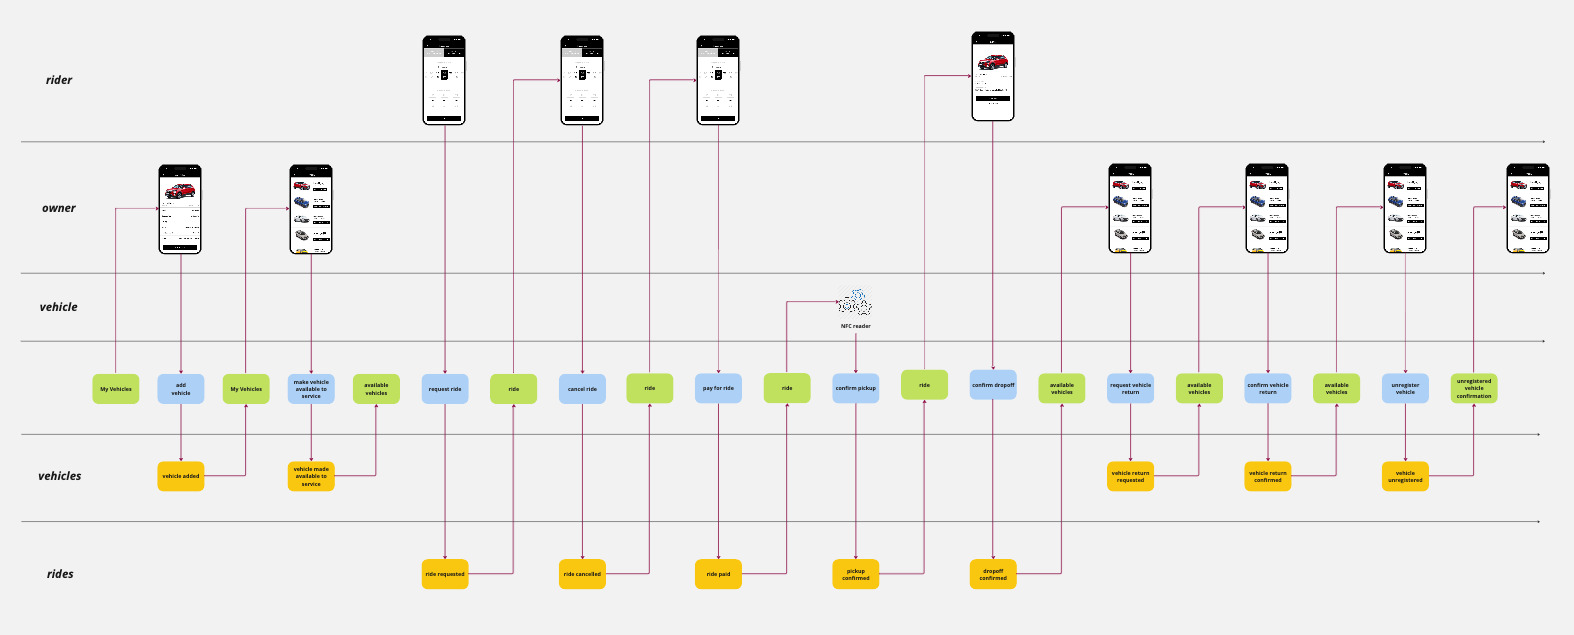 rider
owner
vehicle
NFC reader
My Vehicles
add
vehicle
My Vehicles
make vehicle
available to
service
available
vehicles
request ride
ride
cancel ride
ride
pay for ride
ride
confirm pickup
ride
confirm dropoff
available
vehicles
request vehicle
return
available
vehicles
confirm vehicle
return
available
vehicles
unregister
vehicle
unregistered
vehicle
confirmation
vehicles
vehicle added
vehicle made
available to
service
vehicle return
requested
vehicle return
confirmed
vehicle
unregistered
rides
ride requested
ride cancelled
ride paid
pickup
confirmed
dropoff
confirmed